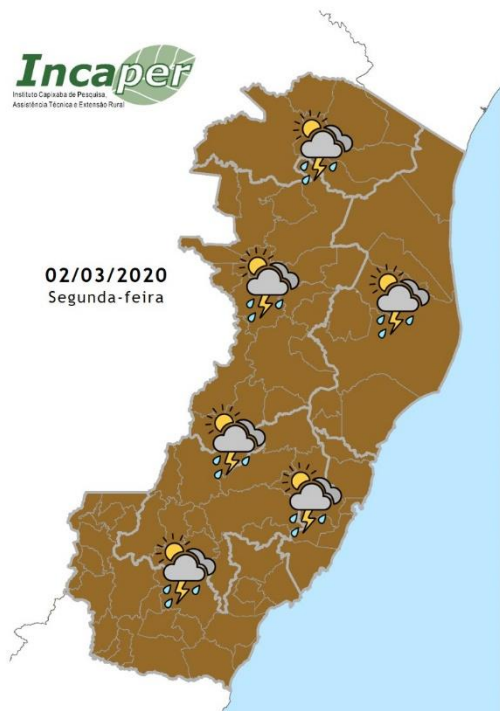 Incaper
Instituto Capixaba de Pesquisa,
Assistência Técnica e Extensão Rural
02/03/2020
Segunda-feira